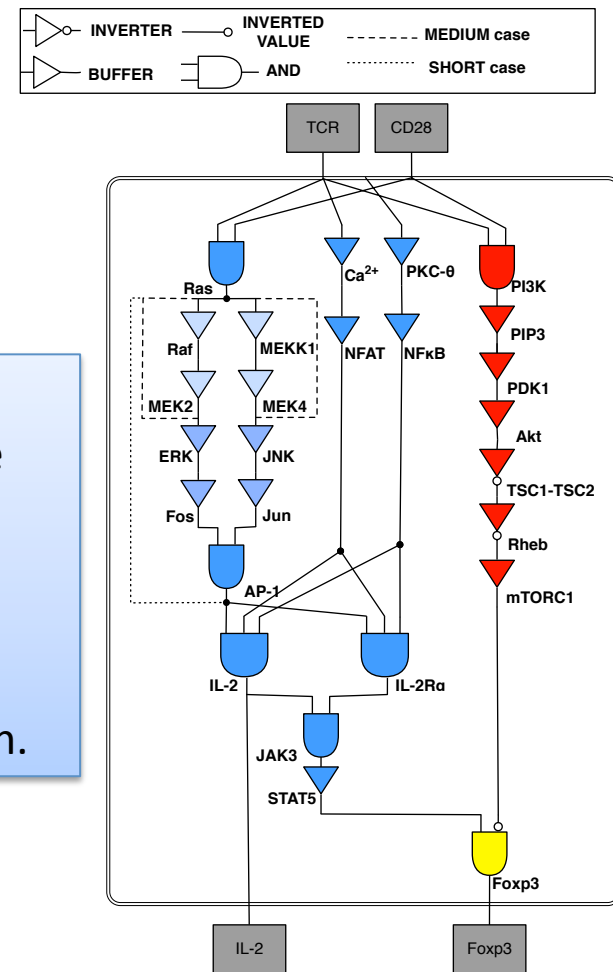 INVERTER
INVERTED
VALUE
MEDIUM case
BUFFER
AND
SHORT case
TCR
CD28
Ca²⁺
PKC-θ
Ras
PI3K
Raf
MEKK1
NFAT
NFκB
PIP3
MEK2
MEK4
PDK1
ERK
JNK
Akt
Fos
Jun
TSC1-TSC2
Rheb
AP-1
mTORC1
IL-2
IL-2Rα
JAK3
STAT5
Foxp3
IL-2
Foxp3